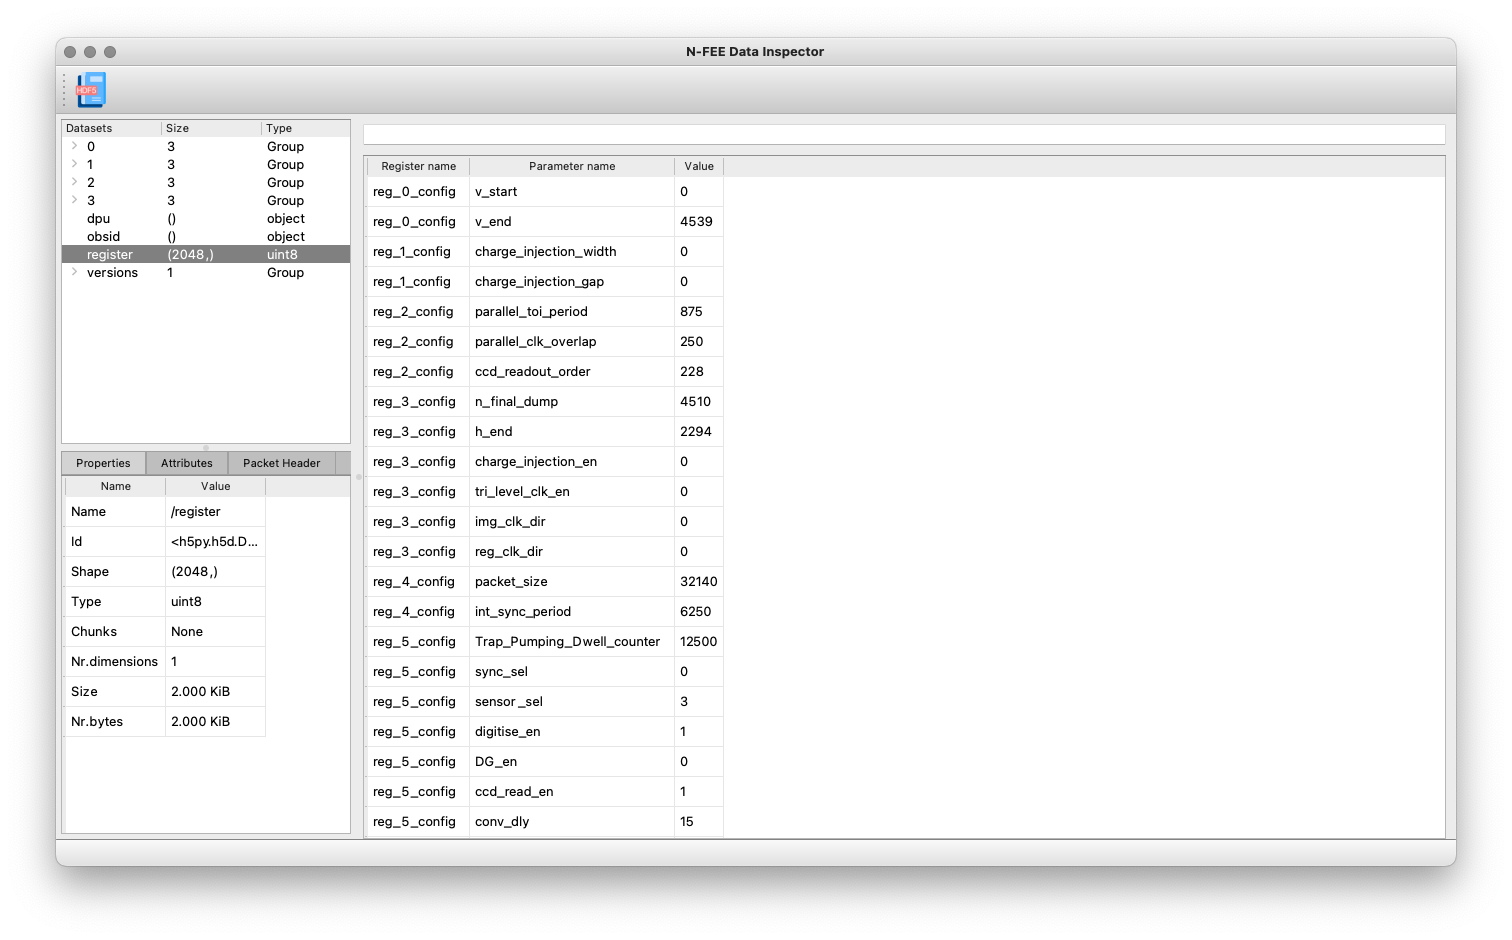 N-FEE Data Inspector
HDF5
Datasets Size Type
0 3 Group
1 3 Group
2 3 Group
3 3 Group
dpu () object
obsid () object
register (2048,) uint8
versions 1 Group
Properties Attributes Packet Header
Name Value
Name /register
Id <h5py.h5d.D...
Shape (2048,)
Type uint8
Chunks None
Nr.dimensions 1
Size 2.000 KiB
Nr.bytes 2.000 KiB
Register name Parameter name Value
reg_0_config v_start 0
reg_0_config v_end 4539
reg_1_config charge_injection_width 0
reg_1_config charge_injection_gap 0
reg_2_config parallel_toi_period 875
reg_2_config parallel_clk_overlap 250
reg_2_config ccd_readout_order 228
reg_3_config n_final_dump 4510
reg_3_config h_end 2294
reg_3_config charge_injection_en 0
reg_3_config tri_level_clk_en 0
reg_3_config img_clk_dir 0
reg_3_config reg_clk_dir 0
reg_4_config packet_size 32140
reg_4_config int_sync_period 6250
reg_5_config Trap_Pumping_Dwell_counter 12500
reg_5_config sync_sel 0
reg_5_config sensor_sel 3
reg_5_config digitise_en 1
reg_5_config DG_en 0
reg_5_config ccd_read_en 1
reg_5_config conv_dly 15